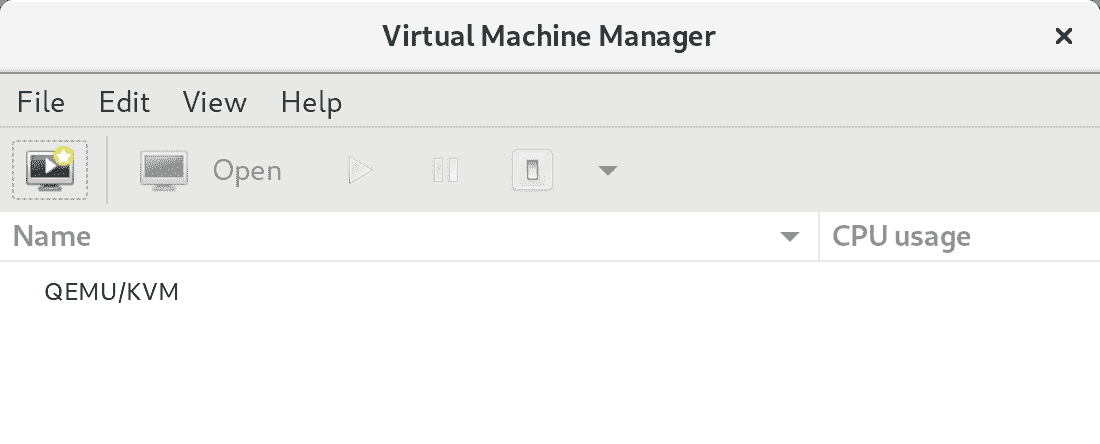 Virtual Machine Manager
File Edit View Help
Open
Name CPU usage
QEMU/KVM